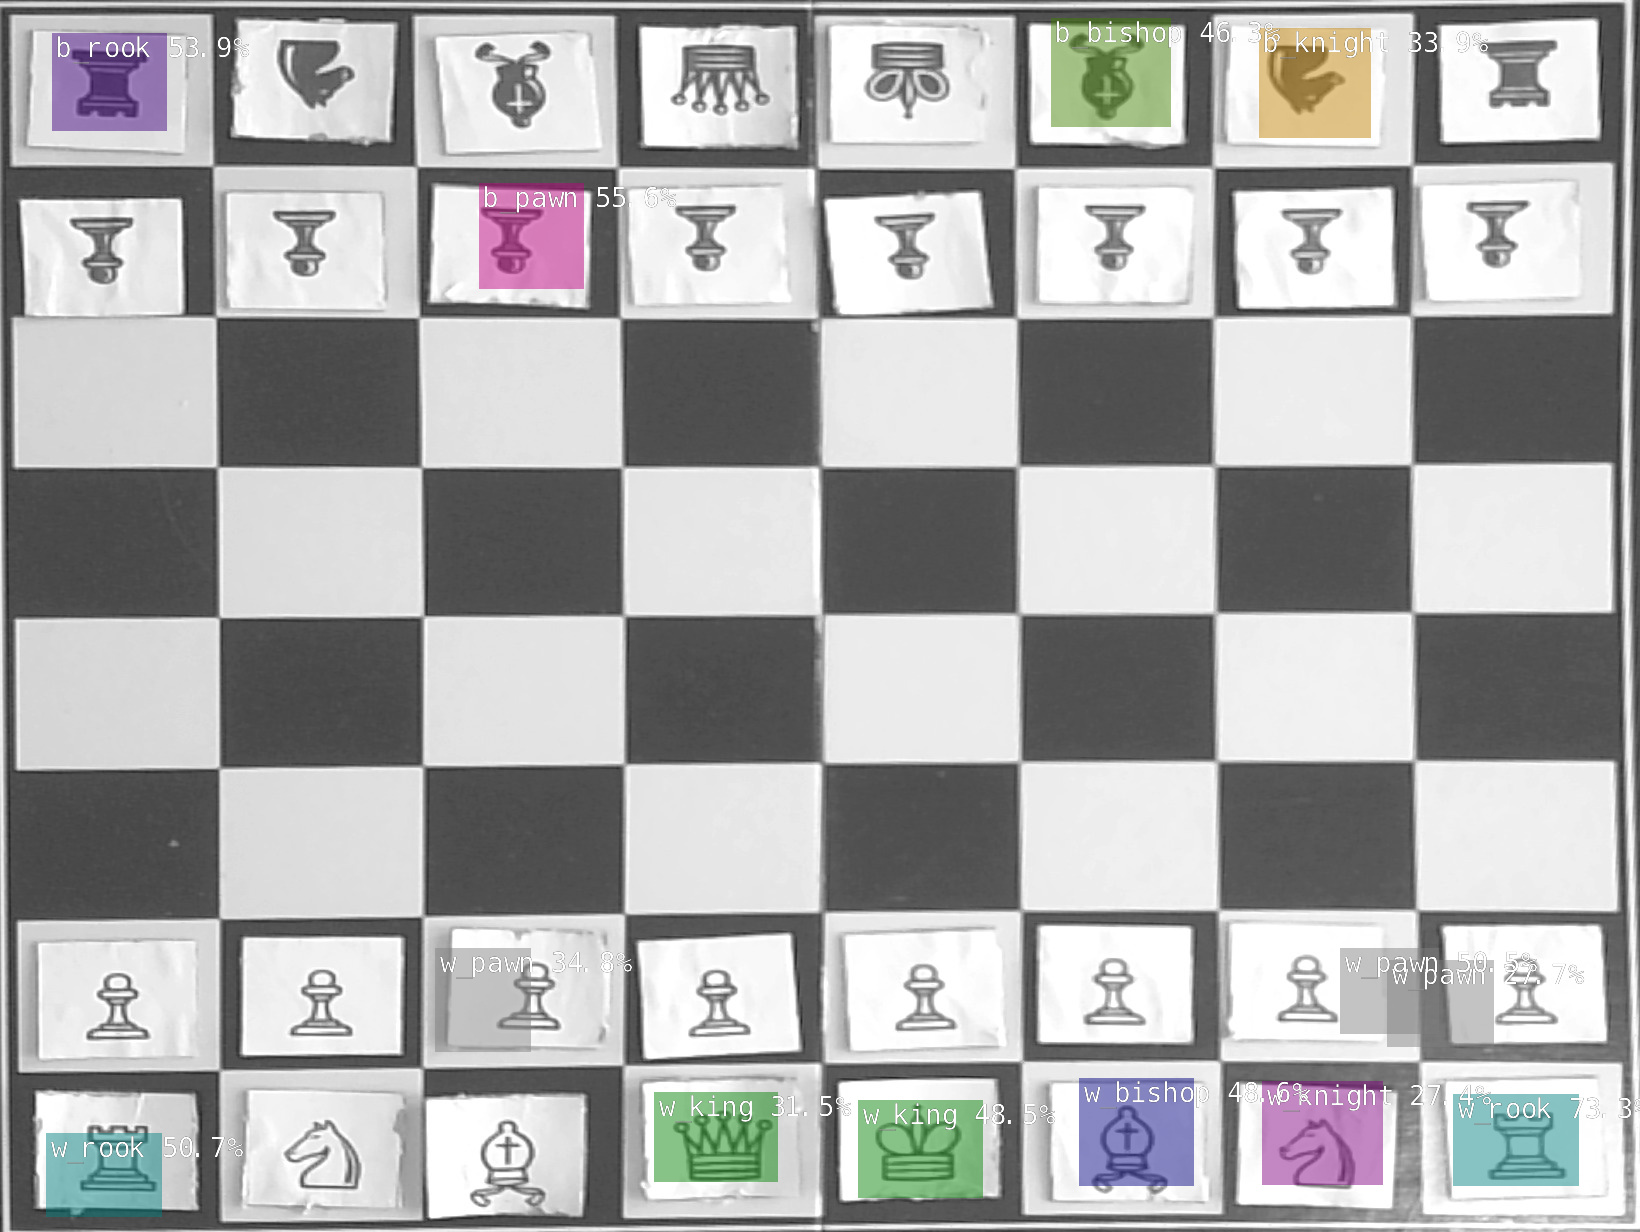 b_rook 53.9%
b_bishop 46.3%
b_knight 33.9%
b_pawn 55.6%
w_pawn 34.8%
w_pawn 50.5%
w_pawn 27.7%
w_king 31.5%
w_king 48.5%
w_bishop 48.6%
w_knight 27.4%
w_rook 73.3%
w_rook 50.7%